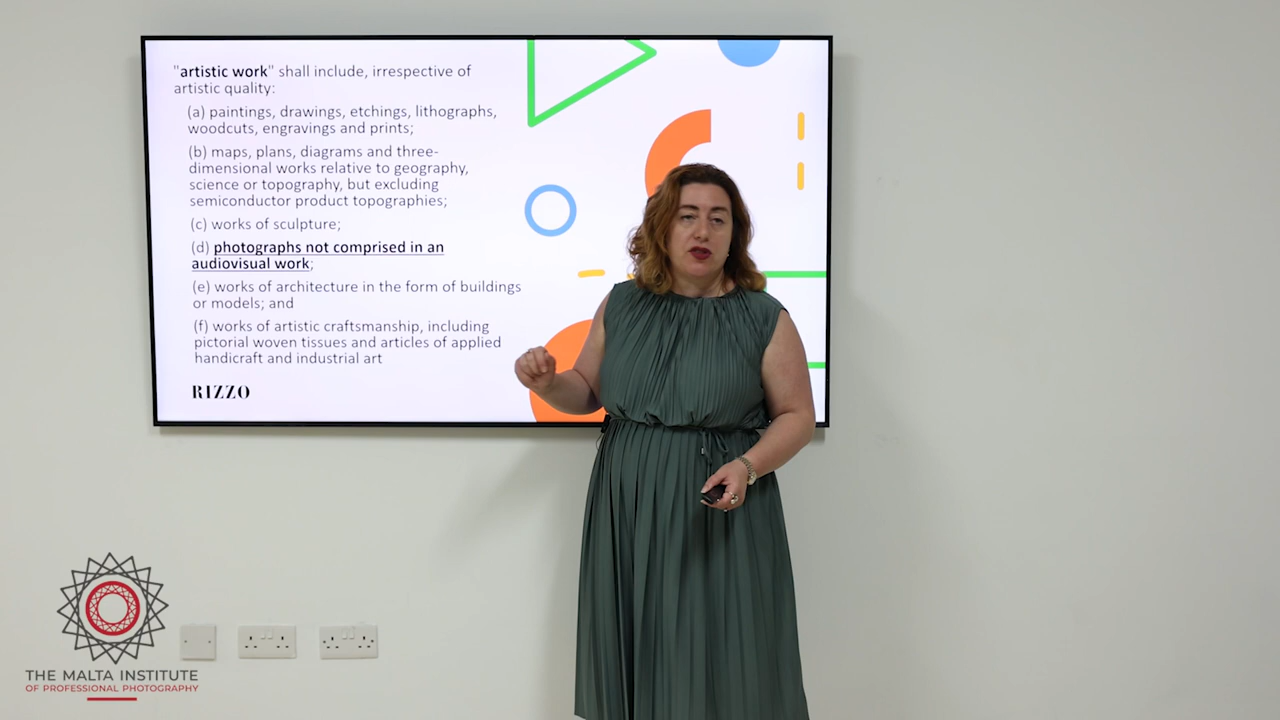 "artistic work" shall include, irrespective of
artistic quality:
(a) paintings, drawings, etchings, lithographs,
woodcuts, engravings and prints;
(b) maps, plans, diagrams and three-
dimensional works relative to geography,
science or topography, but excluding
semiconductor product topographies;
(c) works of sculpture;
(d) photographs not comprised in an
audiovisual work;
(e) works of architecture in the form of buildings
or models; and
(f) works of artistic craftsmanship, including
pictorial woven tissues and articles of applied
handicraft and industrial art
RIZZO
THE MALTA INSTITUTE
OF PROFESSIONAL PHOTOGRAPHY